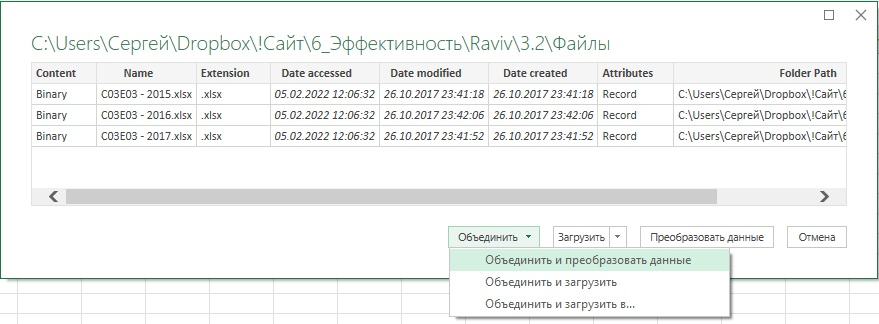 C:\Users\Сергей\Dropbox\!Сайт\6_Эффективность\Raviv\3.2\Файлы
Content Name Extension Date accessed Date modified Date created Attributes Folder Path
Binary C03E03 - 2015.xlsx .xlsx 05.02.2022 12:06:32 26.10.2017 23:41:18 26.10.2017 23:41:18 Record C:\Users\Сергей\Dropbox\!Сайт\6
Binary C03E03 - 2016.xlsx .xlsx 05.02.2022 12:06:32 26.10.2017 23:42:06 26.10.2017 23:42:06 Record C:\Users\Сергей\Dropbox\!Сайт\6
Binary C03E03 - 2017.xlsx .xlsx 05.02.2022 12:06:32 26.10.2017 23:41:52 26.10.2017 23:41:52 Record C:\Users\Сергей\Dropbox\!Сайт\6
Объединить Загрузить Преобразовать данные Отмена
Объединить и преобразовать данные
Объединить и загрузить
Объединить и загрузить в...